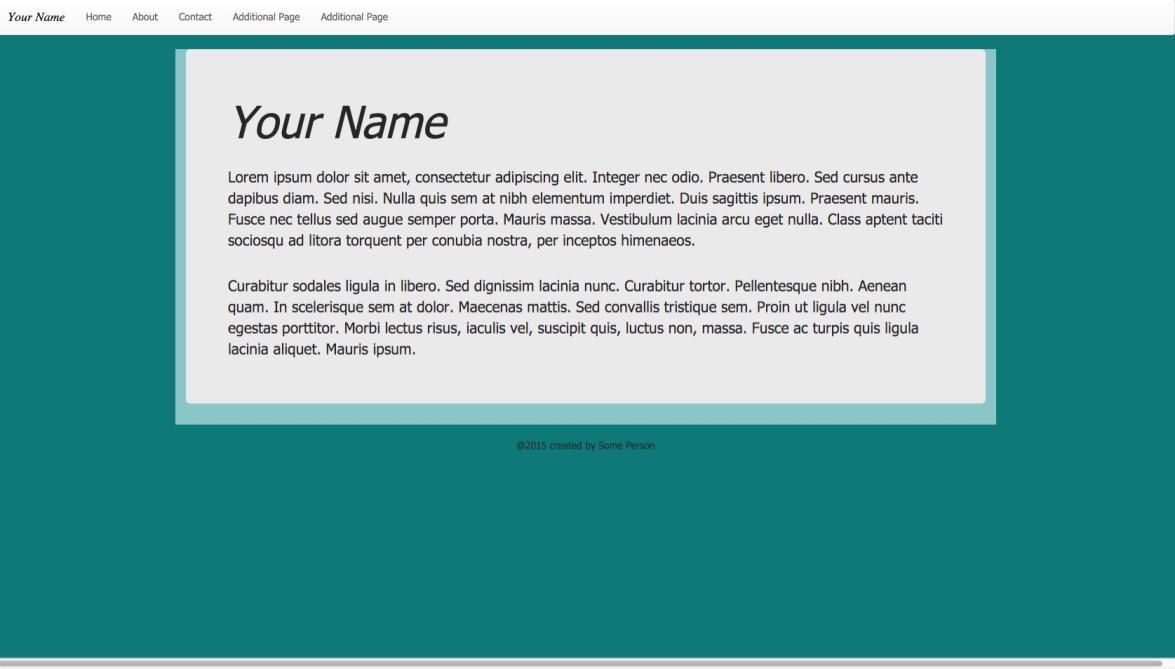 Your Name Home About Contact Additional Page Additional Page
Your Name
Lorem ipsum dolor sit amet, consectetur adipiscing elit. Integer nec odio. Praesent libero. Sed cursus ante
dapibus diam. Sed nisi. Nulla quis sem at nibh elementum imperdiet. Duis sagittis ipsum. Praesent mauris.
Fusce nec tellus sed augue semper porta. Mauris massa. Vestibulum lacinia arcu eget nulla. Class aptent taciti
sociosqu ad litora torquent per conubia nostra, per inceptos himenaeos.
Curabitur sodales ligula in libero. Sed dignissim lacinia nunc. Curabitur tortor. Pellentesque nibh. Aenean
quam. In scelerisque sem at dolor. Maecenas mattis. Sed convallis tristique sem. Proin ut ligula vel nunc
egestas porttitor. Morbi lectus risus, iaculis vel, suscipit quis, luctus non, massa. Fusce ac turpis quis ligula
lacinia aliquet. Mauris ipsum.
@2015 created by Some Person